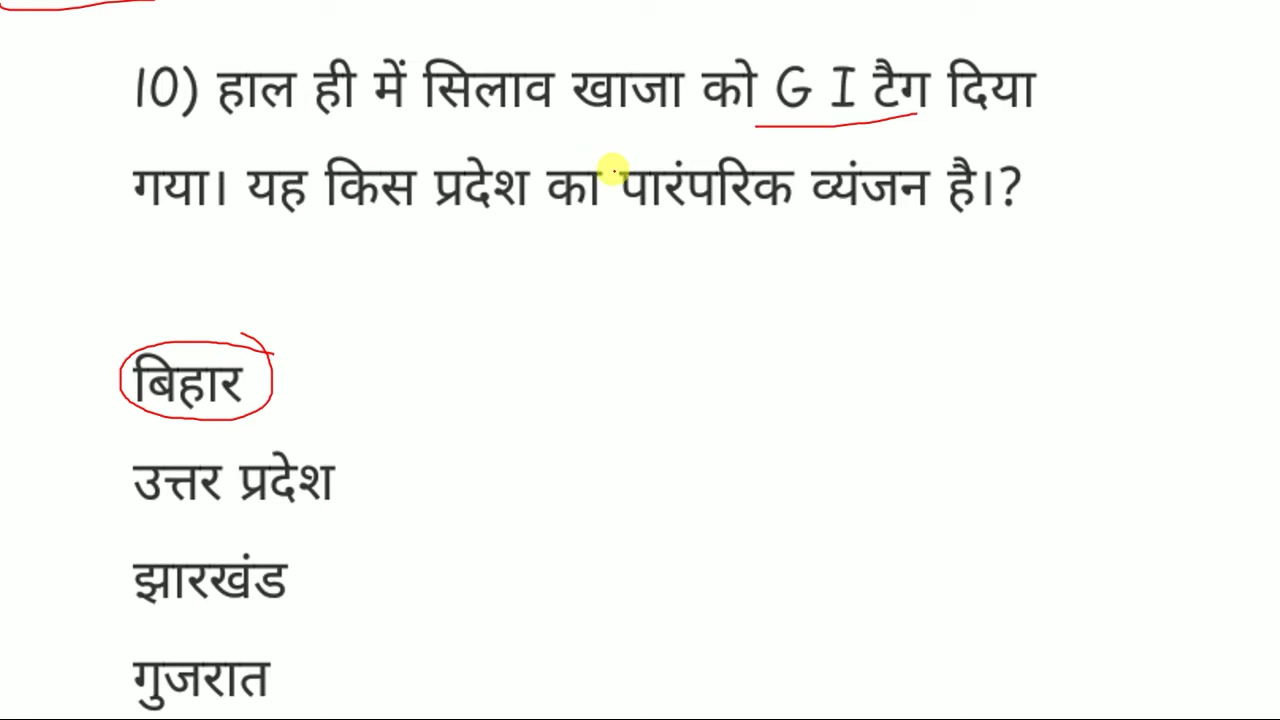 10) हाल ही में सिलाव खाजा को G I टैग दिया
गया। यह किस प्रदेश का पारंपरिक व्यंजन है।?
बिहार
उत्तर प्रदेश
झारखंड
गुजरात